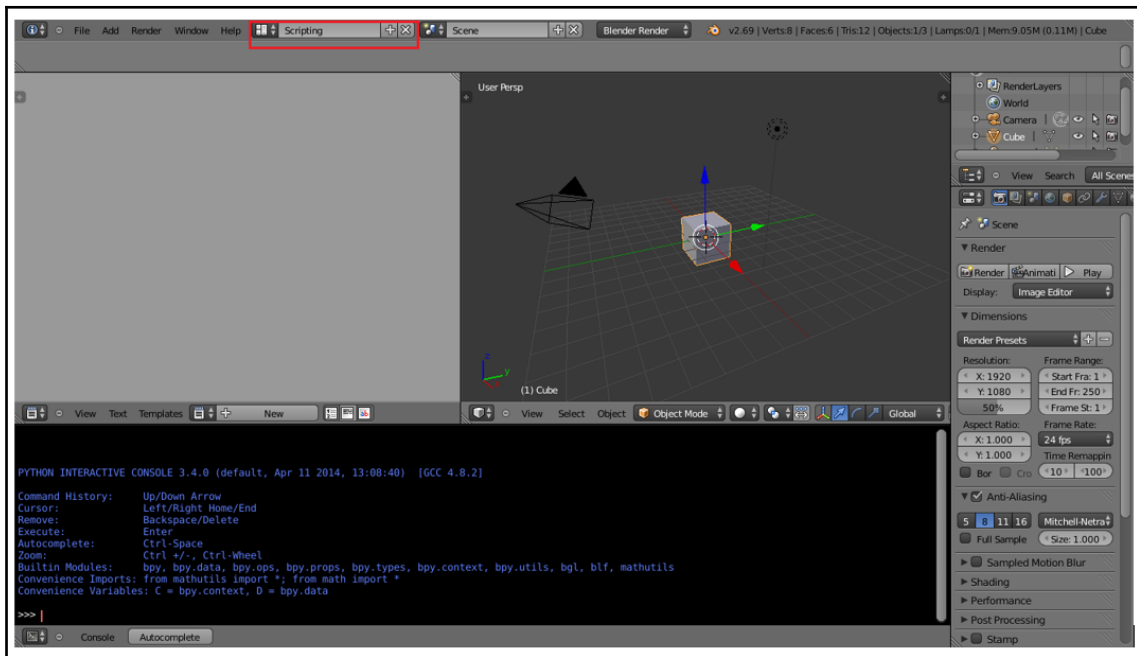 File Add Render Window Help Scripting Scene Blender Render v2.69 | Verts:8 | Faces:6 | Tris:12 | Objects:1/3 | Lamps:0/1 | Mem:9.05M (0.11M) | Cube
User Persp
z
y
(1) Cube
RenderLayers
World
Camera
Cube
View Search All Scenes
Scene
Render
Render Animati Play
Display: Image Editor
Dimensions
Render Presets
Resolution: Frame Range:
X: 1920 Start Fra: 1
Y: 1080 End Fr: 250
50% Frame St: 1
Aspect Ratio: Frame Rate:
X: 1.000 24 fps
Y: 1.000 Time Remappin
Bor Cro 10 100
Anti-Aliasing
5 8 11 16 Mitchell-Netra
Full Sample Size: 1.000
Sampled Motion Blur
Shading
Performance
Post Processing
Stamp
View Text Templates New
View Select Object Object Mode Global
PYTHON INTERACTIVE CONSOLE 3.4.0 (default, Apr 11 2014, 13:08:40) [GCC 4.8.2]
Command History: Up/Down Arrow
Cursor: Left/Right Home/End
Remove: Backspace/Delete
Execute: Enter
Autocomplete: Ctrl-Space
Zoom: Ctrl +/-, Ctrl-Wheel
Builtin Modules: bpy, bpy.data, bpy.ops, bpy.props, bpy.types, bpy.context, bpy.utils, bgl, blf, mathutils
Convenience Imports: from mathutils import *; from math import *
Convenience Variables: C = bpy.context, D = bpy.data
>>>
Console Autocomplete